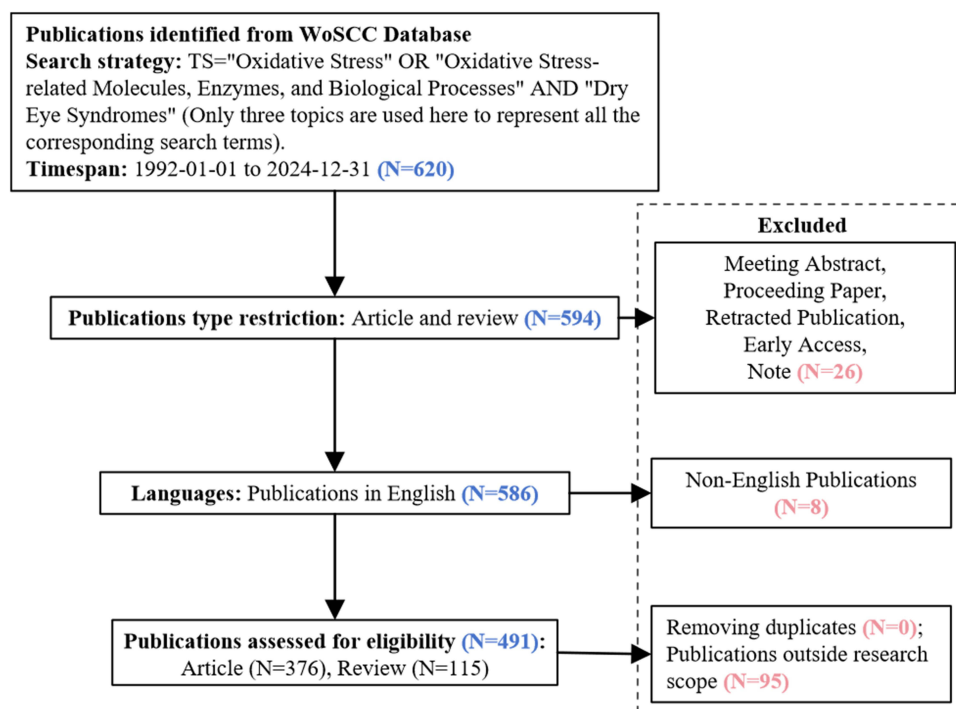 Publications identified from WoSCC Database
Search strategy: TS="Oxidative Stress" OR "Oxidative Stress-
related Molecules, Enzymes, and Biological Processes" AND "Dry
Eye Syndromes" (Only three topics are used here to represent all the
corresponding search terms).
Timespan: 1992-01-01 to 2024-12-31 (N=620)
Excluded
Publications type restriction: Article and review (N=594)
Meeting Abstract,
Proceeding Paper,
Retracted Publication,
Early Access,
Note (N=26)
Languages: Publications in English (N=586)
Non-English Publications
(N=8)
Publications assessed for eligibility (N=491):
Article (N=376), Review (N=115)
Removing duplicates (N=0);
Publications outside research
scope (N=95)